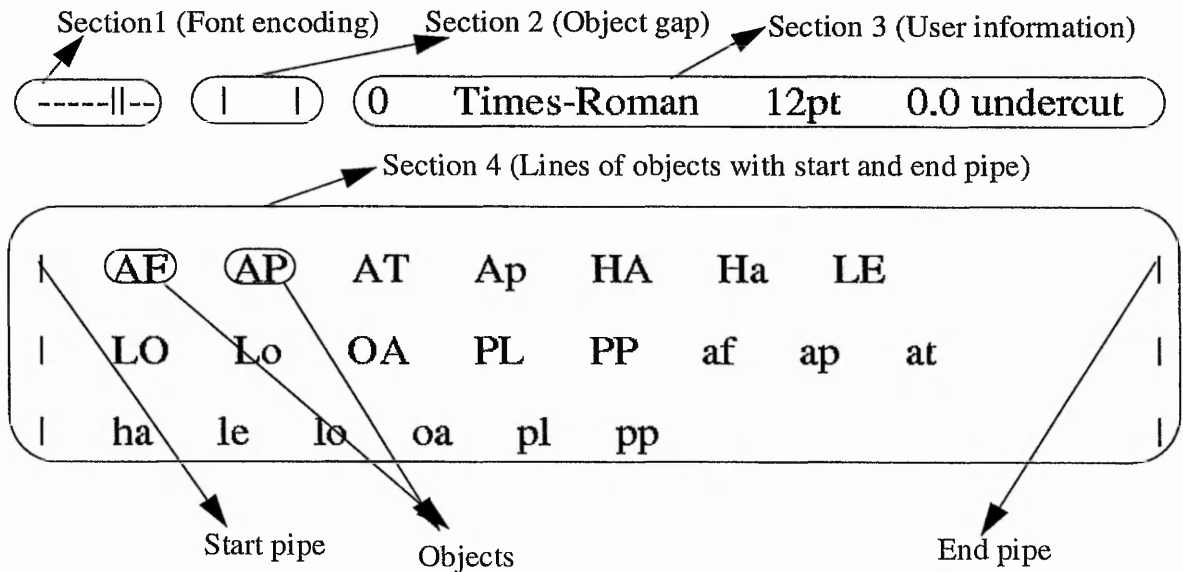 Section1 (Font encoding) Section 2 (Object gap) Section 3 (User information)
-----||-- | | 0 Times-Roman 12pt 0.0 undercut
Section 4 (Lines of objects with start and end pipe)
| AF AP AT Ap HA Ha LE |
| LO Lo OA PL PP af ap at |
| ha le lo oa pl pp |
Start pipe Objects End pipe